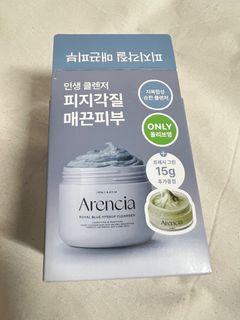 피지각질 매끈피부
인생 클렌저
피지각질
매끈피부
지복합성
순한 클렌저
ONLY
올리브영
프레시 그린
15g
추가증정
Arencia
ROYAL BLUE HYSSOP CLEANSER
Arencia